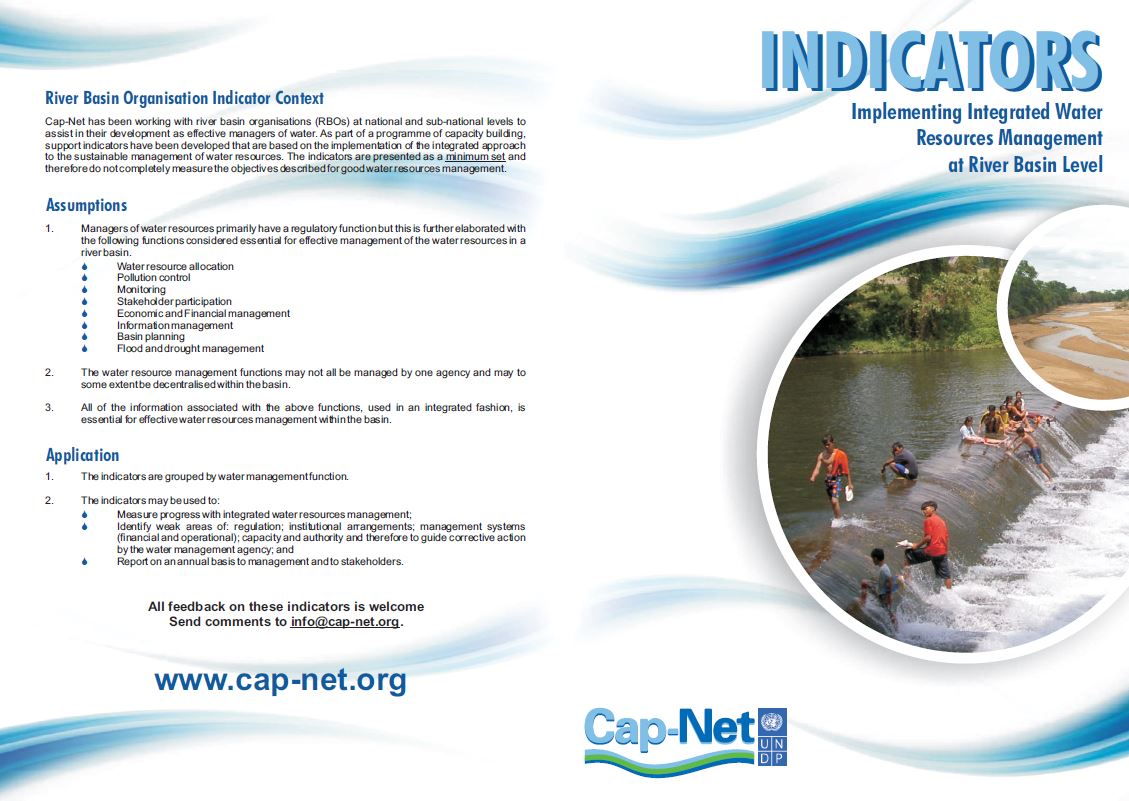 River Basin Organisation Indicator Context
Cap-Net has been working with river basin organisations (RBOs) at national and sub-national levels to
assist in their development as effective managers of water. As part of a programme of capacity building,
support indicators have been developed that are based on the implementation of the integrated approach
to the sustainable management of water resources. The indicators are presented as a minimum set and
therefore do not completely measure the objectives described for good water resources management.
Assumptions
1. Managers of water resources primarily have a regulatory function but this is further elaborated with
the following functions considered essential for effective management of the water resources in a
river basin.
Water resource allocation
Pollution control
Monitoring
Stakeholder participation
Economic and Financial management
Information management
Basin planning
Flood and drought management
2. The water resource management functions may not all be managed by one agency and may to
some extent be decentralised within the basin.
3. All of the information associated with the above functions, used in an integrated fashion, is
essential for effective water resources management within the basin.
Application
1. The indicators are grouped by water management function.
2. The indicators may be used to:
Measure progress with integrated water resources management;
Identify weak areas of: regulation; institutional arrangements; management systems
(financial and operational); capacity and authority and therefore to guide corrective action
by the water management agency; and
Report on an annual basis to management and to stakeholders.
All feedback on these indicators is welcome
Send comments to info@cap-net.org.
www.cap-net.org
INDICATORS
Implementing Integrated Water
Resources Management
at River Basin Level
Cap-Net
UN
DP